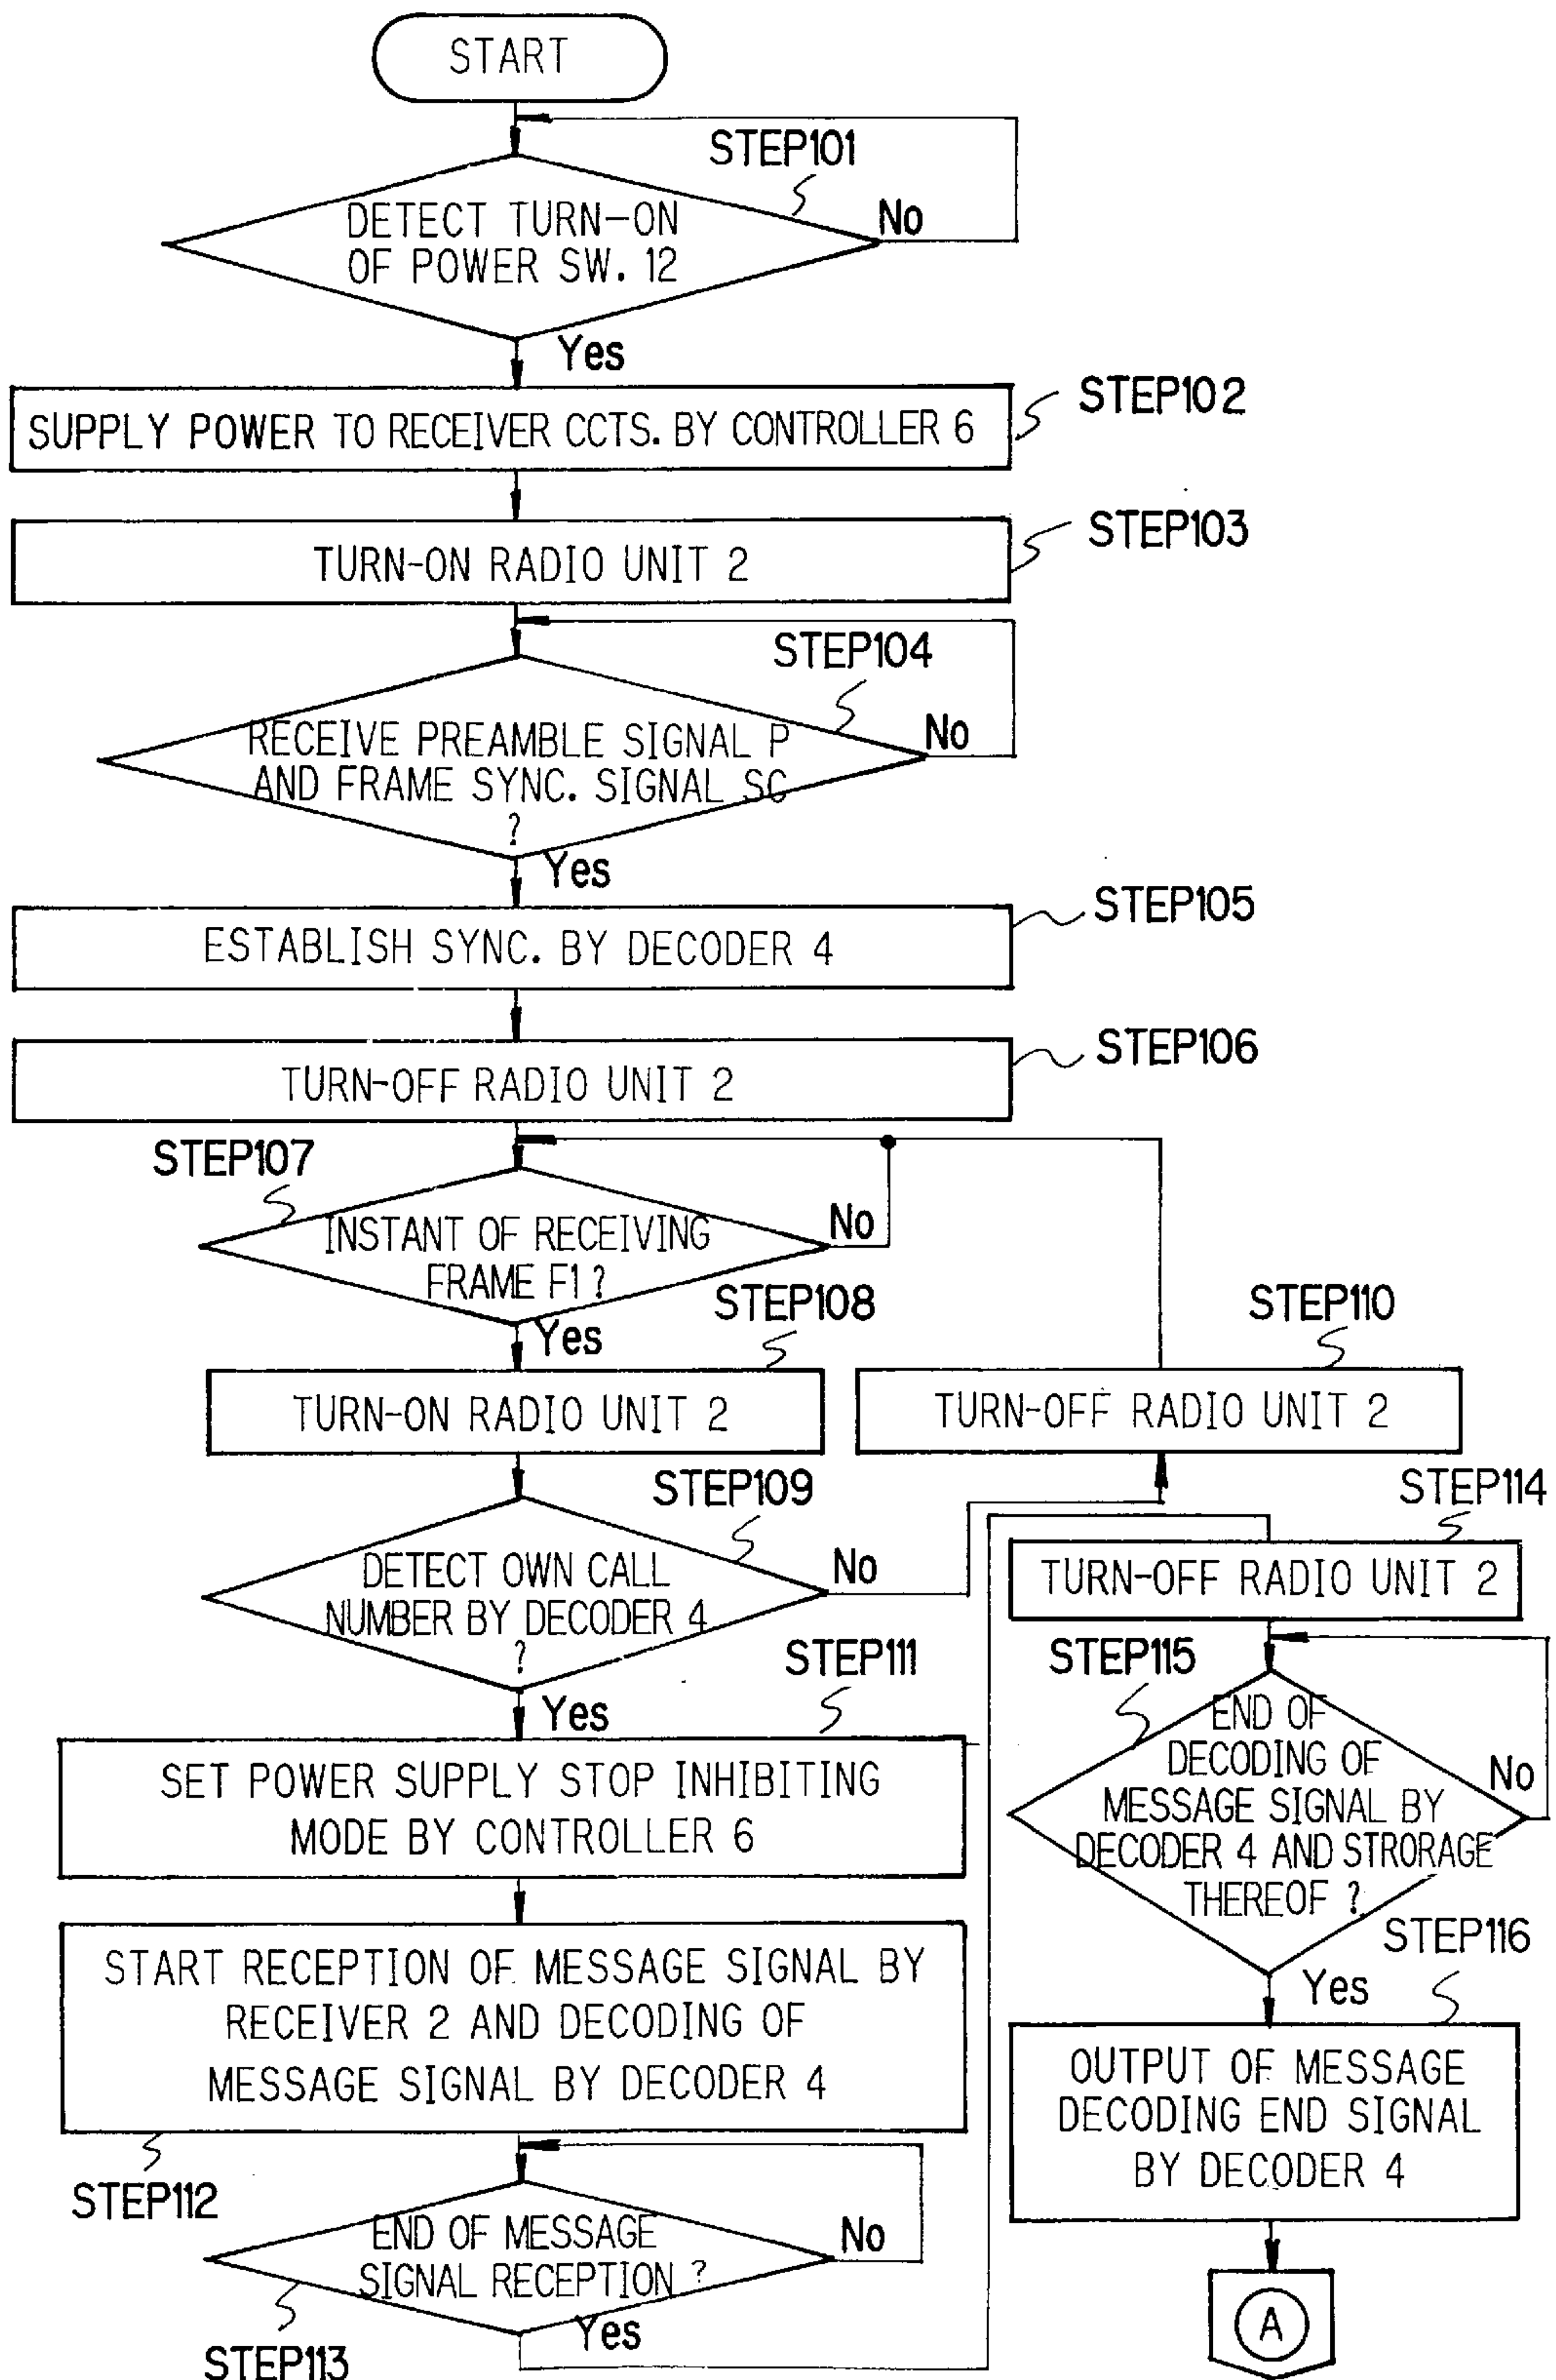 START
STEP101
DETECT TURN-ON
OF POWER SW. 12
No
Yes
STEP102
SUPPLY POWER TO RECEIVER CCTS. BY CONTROLLER 6
STEP103
TURN-ON RADIO UNIT 2
STEP104
RECEIVE PREAMBLE SIGNAL P
AND FRAME SYNC. SIGNAL SC
?
No
Yes
STEP105
ESTABLISH SYNC. BY DECODER 4
STEP106
TURN-OFF RADIO UNIT 2
STEP107
INSTANT OF RECEIVING
FRAME F1 ?
No
Yes
STEP108
TURN-ON RADIO UNIT 2
STEP110
TURN-OFF RADIO UNIT 2
STEP109
DETECT OWN CALL
NUMBER BY DECODER 4
?
No
Yes
STEP111
SET POWER SUPPLY STOP INHIBITING
MODE BY CONTROLLER 6
START RECEPTION OF MESSAGE SIGNAL BY
RECEIVER 2 AND DECODING OF
MESSAGE SIGNAL BY DECODER 4
STEP112
END OF MESSAGE
SIGNAL RECEPTION ?
No
Yes
STEP113
STEP114
TURN-OFF RADIO UNIT 2
STEP115
END OF
DECODING OF
MESSAGE SIGNAL BY
DECODER 4 AND STRORAGE
THEREOF ?
No
Yes
STEP116
OUTPUT OF MESSAGE
DECODING END SIGNAL
BY DECODER 4
A